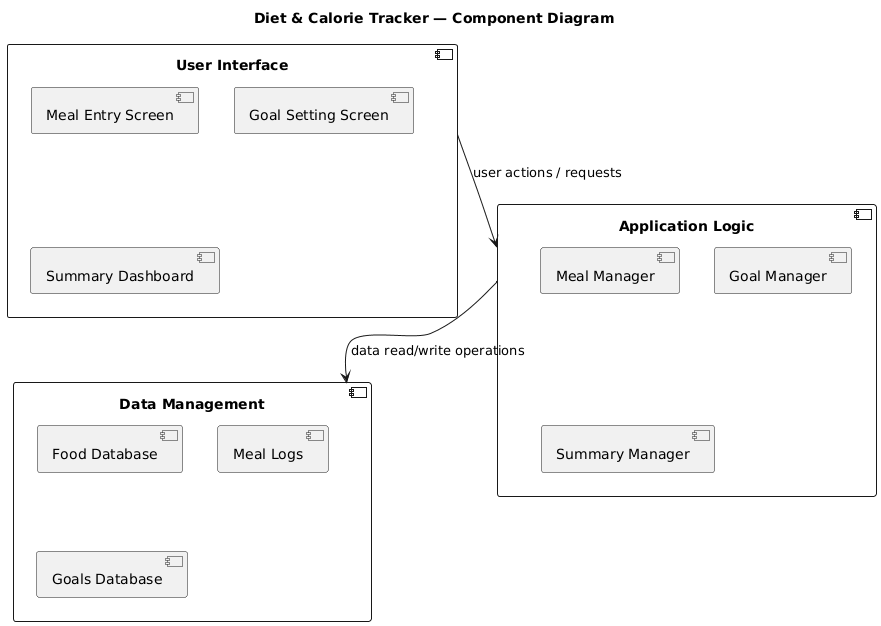 Diet & Calorie Tracker — Component Diagram
User Interface
Meal Entry Screen
Goal Setting Screen
Summary Dashboard
user actions / requests
Application Logic
Meal Manager
Goal Manager
Summary Manager
data read/write operations
Data Management
Food Database
Meal Logs
Goals Database